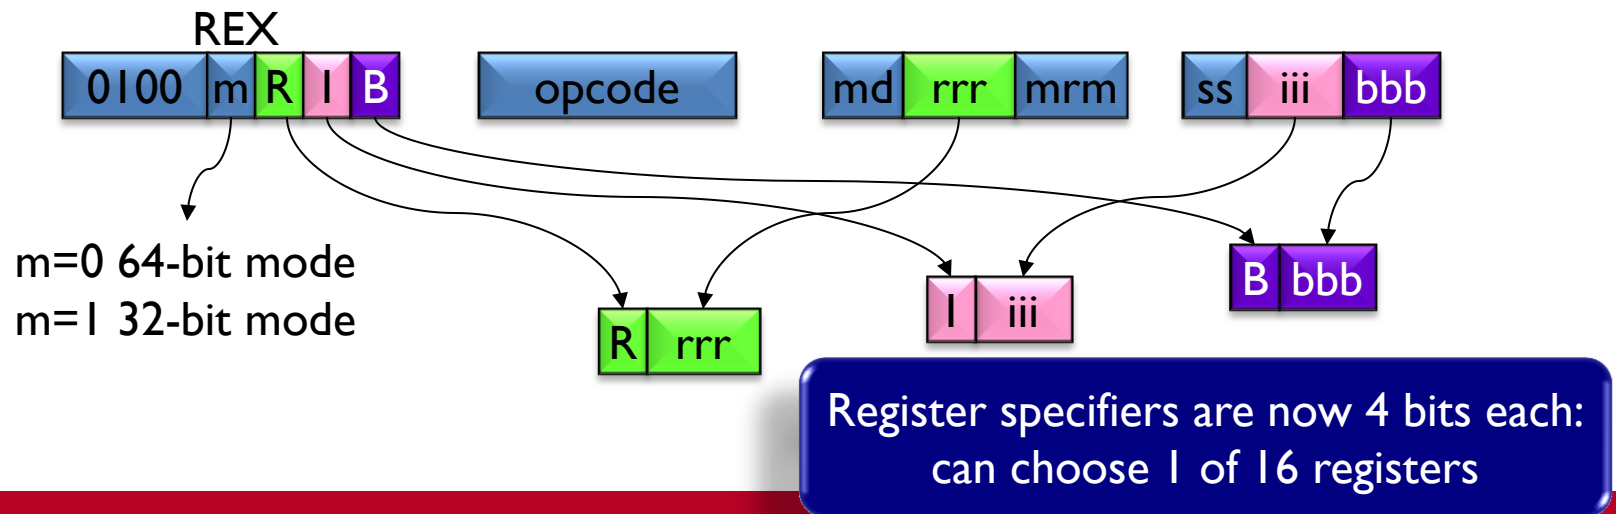 REX
0100 m R I B opcode md rrr mrm ss iii bbb
m=0 64-bit mode
m=1 32-bit mode
R rrr
I iii
B bbb
Register specifiers are now 4 bits each:
can choose 1 of 16 registers